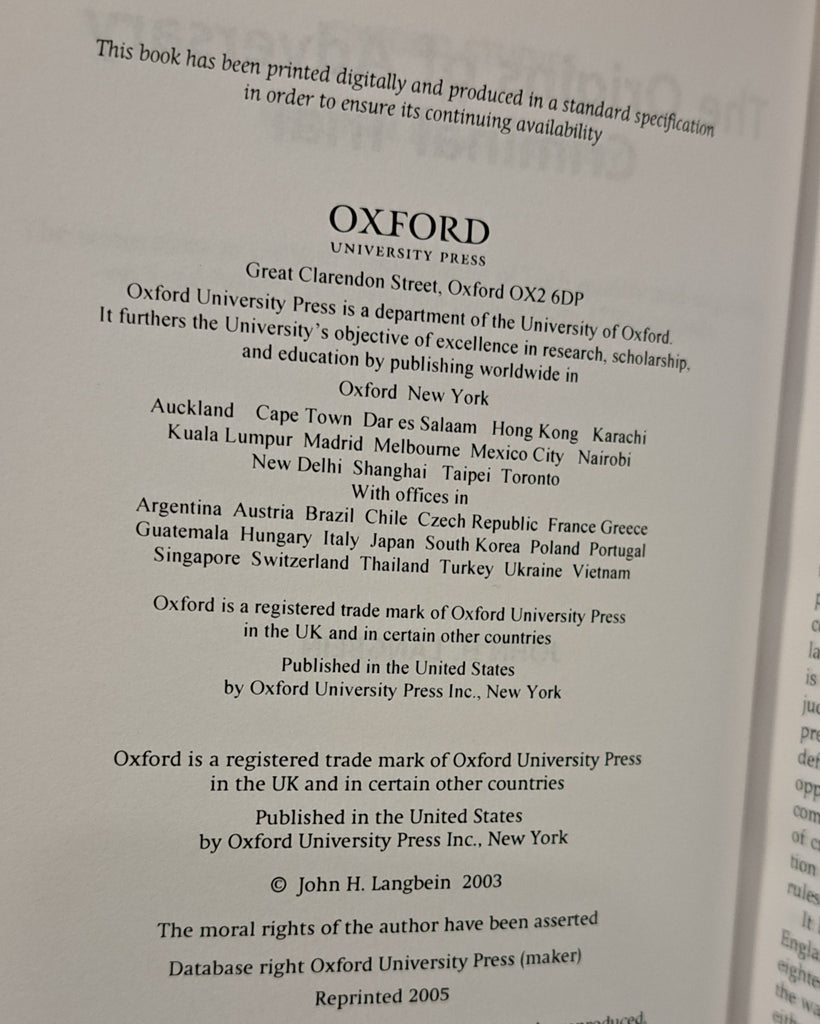 This book has been printed digitally and produced in a standard specification
in order to ensure its continuing availability
OXFORD
UNIVERSITY PRESS
Great Clarendon Street, Oxford OX2 6DP
Oxford University Press is a department of the University of Oxford.
It furthers the University's objective of excellence in research, scholarship,
and education by publishing worldwide in
Oxford New York
Auckland Cape Town Dar es Salaam Hong Kong Karachi
Kuala Lumpur Madrid Melbourne Mexico City Nairobi
New Delhi Shanghai Taipei Toronto
With offices in
Argentina Austria Brazil Chile Czech Republic France Greece
Guatemala Hungary Italy Japan South Korea Poland Portugal
Singapore Switzerland Thailand Turkey Ukraine Vietnam
Oxford is a registered trade mark of Oxford University Press
in the UK and in certain other countries
Published in the United States
by Oxford University Press Inc., New York
Oxford is a registered trade mark of Oxford University Press
in the UK and in certain other countries
Published in the United States
by Oxford University Press Inc., New York
© John H. Langbein 2003
The moral rights of the author have been asserted
Database right Oxford University Press (maker)
Reprinted 2005